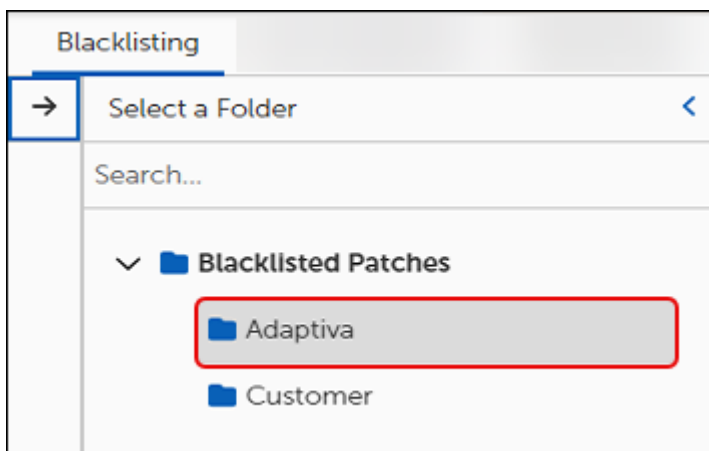 Blacklisting
Select a Folder
Search...
Blacklisted Patches
Adaptiva
Customer